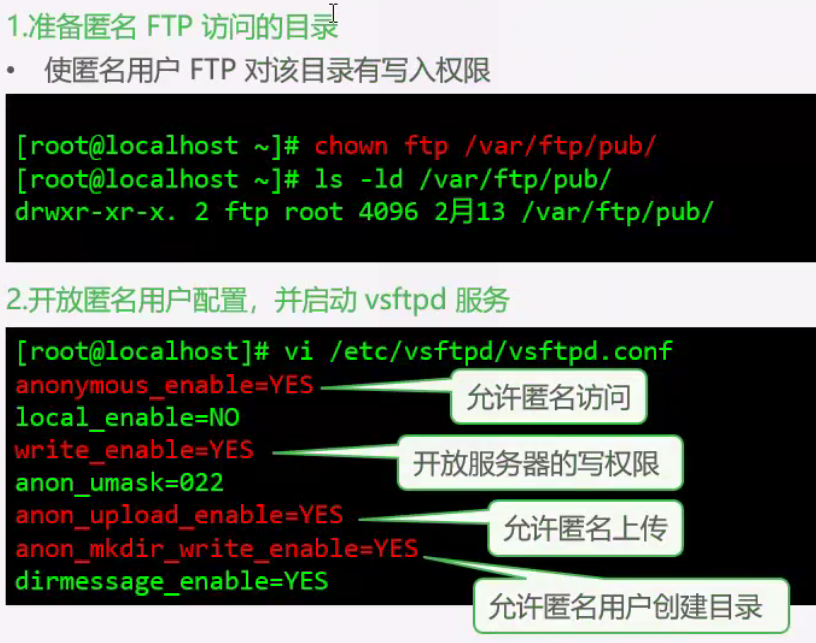 1.准备匿名 FTP 访问的目录
• 使匿名用户 FTP 对该目录有写入权限
[root@localhost ~]# chown ftp /var/ftp/pub/
[root@localhost ~]# ls -ld /var/ftp/pub/
drwxr-xr-x. 2 ftp root 4096 2月13 /var/ftp/pub/
2.开放匿名用户配置，并启动 vsftpd 服务
[root@localhost]# vi /etc/vsftpd/vsftpd.conf
anonymous_enable=YES
允许匿名访问
local_enable=NO
write_enable=YES
开放服务器的写权限
anon_umask=022
anon_upload_enable=YES
允许匿名上传
anon_mkdir_write_enable=YES
dirmessage_enable=YES
允许匿名用户创建目录